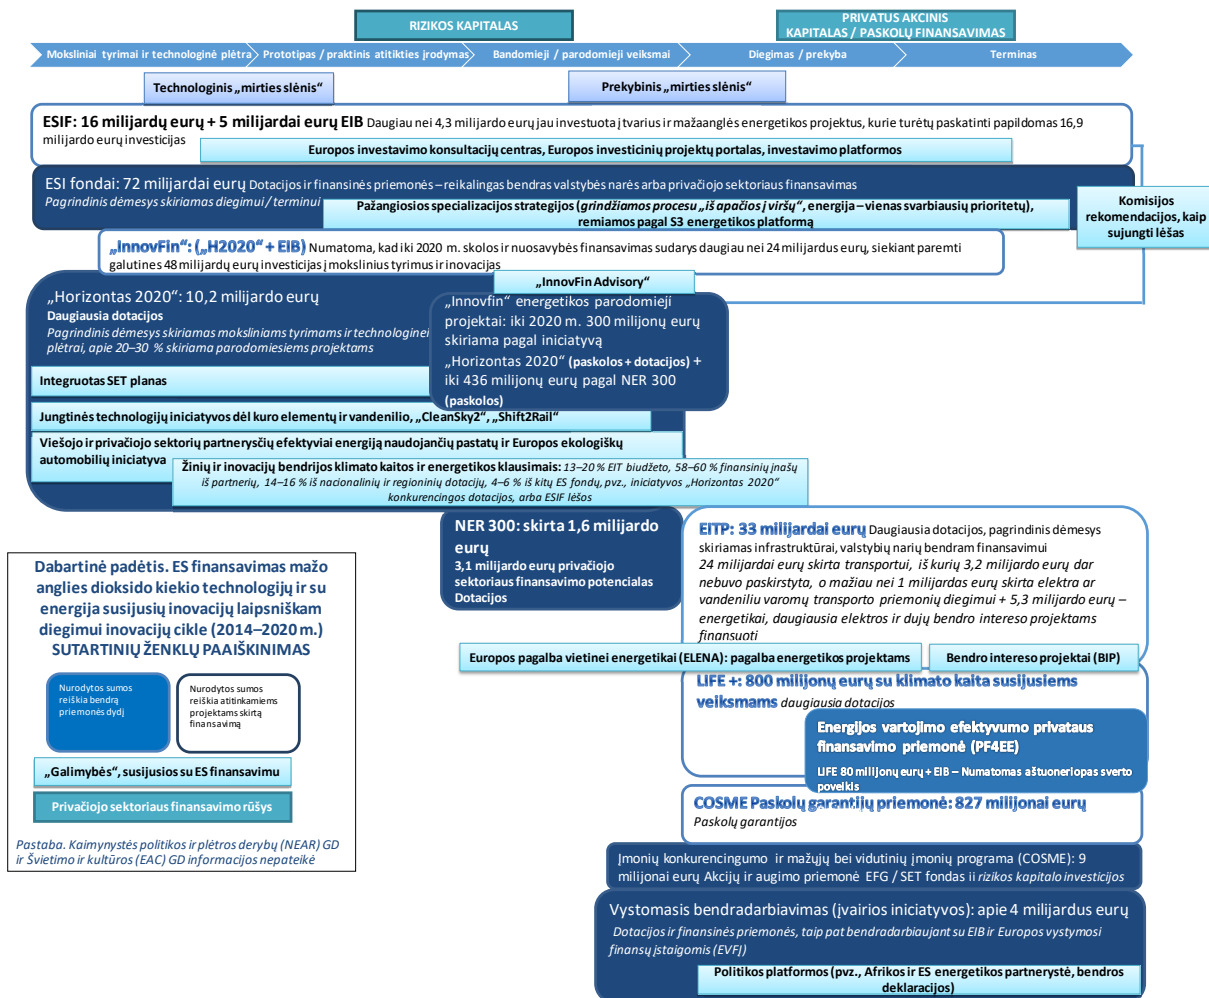 RIZIKOS KAPITALAS
PRIVATUS AKCINIS
KAPITALAS / PASKOLŲ FINANSAVIMAS
Moksliniai tyrimai ir technologinė plėtra
Prototipas / praktinis atitikties įrodymas
Bandomieji / parodomieji veiksmai
Diegimas / prekyba
Terminas
Technologinis „mirties slėnis“
Prekybinis „mirties slėnis“
ESIF: 16 milijardų eurų + 5 milijardai eurų EIB Daugiau nei 4,3 milijardo eurų jau investuota į tvarius ir mažaanglės energetikos projektus, kurie turėtų paskatinti papildomas 16,9
milijardo eurų investicijas
Europos investavimo konsultacijų centras, Europos investicinių projektų portalas, investavimo platformos
ESI fondai: 72 milijardai eurų Dotacijos ir finansinės priemonės – reikalingas bendras valstybės narės arba privačiojo sektoriaus finansavimas
Pagrindinis dėmesys skiriamas diegimui / terminui
Pažangiosios specializacijos strategijos (grindžiamos procesu „iš apačios į viršų“, energija – vienas svarbiausių prioritetų),
remiamos pagal S3 energetikos platformą
Komisijos
rekomendacijos, kaip
sujungti lėšas
„InnovFin“: („H2020“ + EIB) Numatoma, kad iki 2020 m. skolos ir nuosavybės finansavimas sudarys daugiau nei 24 milijardus eurų, siekiant paremti
galutines 48 milijardų eurų investicijas į mokslinius tyrimus ir inovacijas
„InnovFin Advisory“
„Horizontas 2020“: 10,2 milijardo eurų
Daugiausia dotacijos
Pagrindinis dėmesys skiriamas moksliniams tyrimams ir technologinei
plėtrai, apie 20–30 % skiriama parodomiesiems projektams
„Innovfin“ energetikos parodomieji
projektai: iki 2020 m. 300 milijonų eurų
skiriama pagal iniciatyvą
„Horizontas 2020“ (paskolos + dotacijos) +
iki 436 milijonų eurų pagal NER 300
(paskolos)
Integruotas SET planas
Jungtinės technologijų iniciatyvos dėl kuro elementų ir vandenilio, „CleanSky2“, „Shift2Rail“
Viešojo ir privačiojo sektorių partnerysčių efektyviai energiją naudojančių pastatų ir Europos ekologiškų
automobilių iniciatyva
Žinių ir inovacijų bendrijos klimato kaitos ir energetikos klausimais: 13–20 % EIT biudžeto, 58–60 % finansinių įnašų
iš partnerių, 14–16 % iš nacionalinių ir regioninių dotacijų, 4–6 % iš kitų ES fondų, pvz., iniciatyvos „Horizontas 2020“
konkurencingos dotacijos, arba ESIF lėšos
NER 300: skirta 1,6 milijardo
eurų
3,1 milijardo eurų privačiojo
sektoriaus finansavimo potencialas
Dotacijos
EITP: 33 milijardai eurų Daugiausia dotacijos, pagrindinis dėmesys
skiriamas infrastruktūrai, valstybių narių bendram finansavimui
24 milijardai eurų skirta transportui, iš kurių 3,2 milijardo eurų dar
nebuvo paskirstyta, o mažiau nei 1 milijardas eurų skirta elektra ar
vandeniliu varomų transporto priemonių diegimui + 5,3 milijardo eurų –
energetikai, daugiausia elektros ir dujų bendro intereso projektams
finansuoti
Europos pagalba vietinei energetikai (ELENA): pagalba energetikos projektams
Bendro intereso projektai (BIP)
LIFE +: 800 milijonų eurų su klimato kaita susijusiems
veiksmams daugiausia dotacijos
Energijos vartojimo efektyvumo privataus
finansavimo priemonė (PF4EE)
LIFE 80 milijonų eurų + EIB – Numatomas aštuoneriopas sverto
poveikis
COSME Paskolų garantijų priemonė: 827 milijonai eurų
Paskolų garantijos
Įmonių konkurencingumo ir mažųjų bei vidutinių įmonių programa (COSME): 9
milijonai eurų Akcijų ir augimo priemonė EFG / SET fondas ii rizikos kapitalo investicijos
Vystomasis bendradarbiavimas (įvairios iniciatyvos): apie 4 milijardus eurų
Dotacijos ir finansinės priemonės, taip pat bendradarbiaujant su EIB ir Europos vystymosi
finansų įstaigomis (EVFĮ)
Politikos platformos (pvz., Afrikos ir ES energetikos partnerystė, bendros
deklaracijos)
Dabartinė padėtis. ES finansavimas mažo
anglies dioksido kiekio technologijų ir su
energija susijusių inovacijų laipsniškam
diegimui inovacijų cikle (2014–2020 m.)
SUTARTINIŲ ŽENKLŲ PAAIŠKINIMAS
Nurodytos sumos
reiškia bendrą
priemonės dydį
Nurodytos sumos
reiškia atitinkamiems
projektams skirtą
finansavimą
„Galimybės“, susijusios su ES finansavimu
Privačiojo sektoriaus finansavimo rūšys
Pastaba. Kaimynystės politikos ir plėtros derybų (NEAR) GD
ir Švietimo ir kultūros (EAC) GD informacijos nepateikė